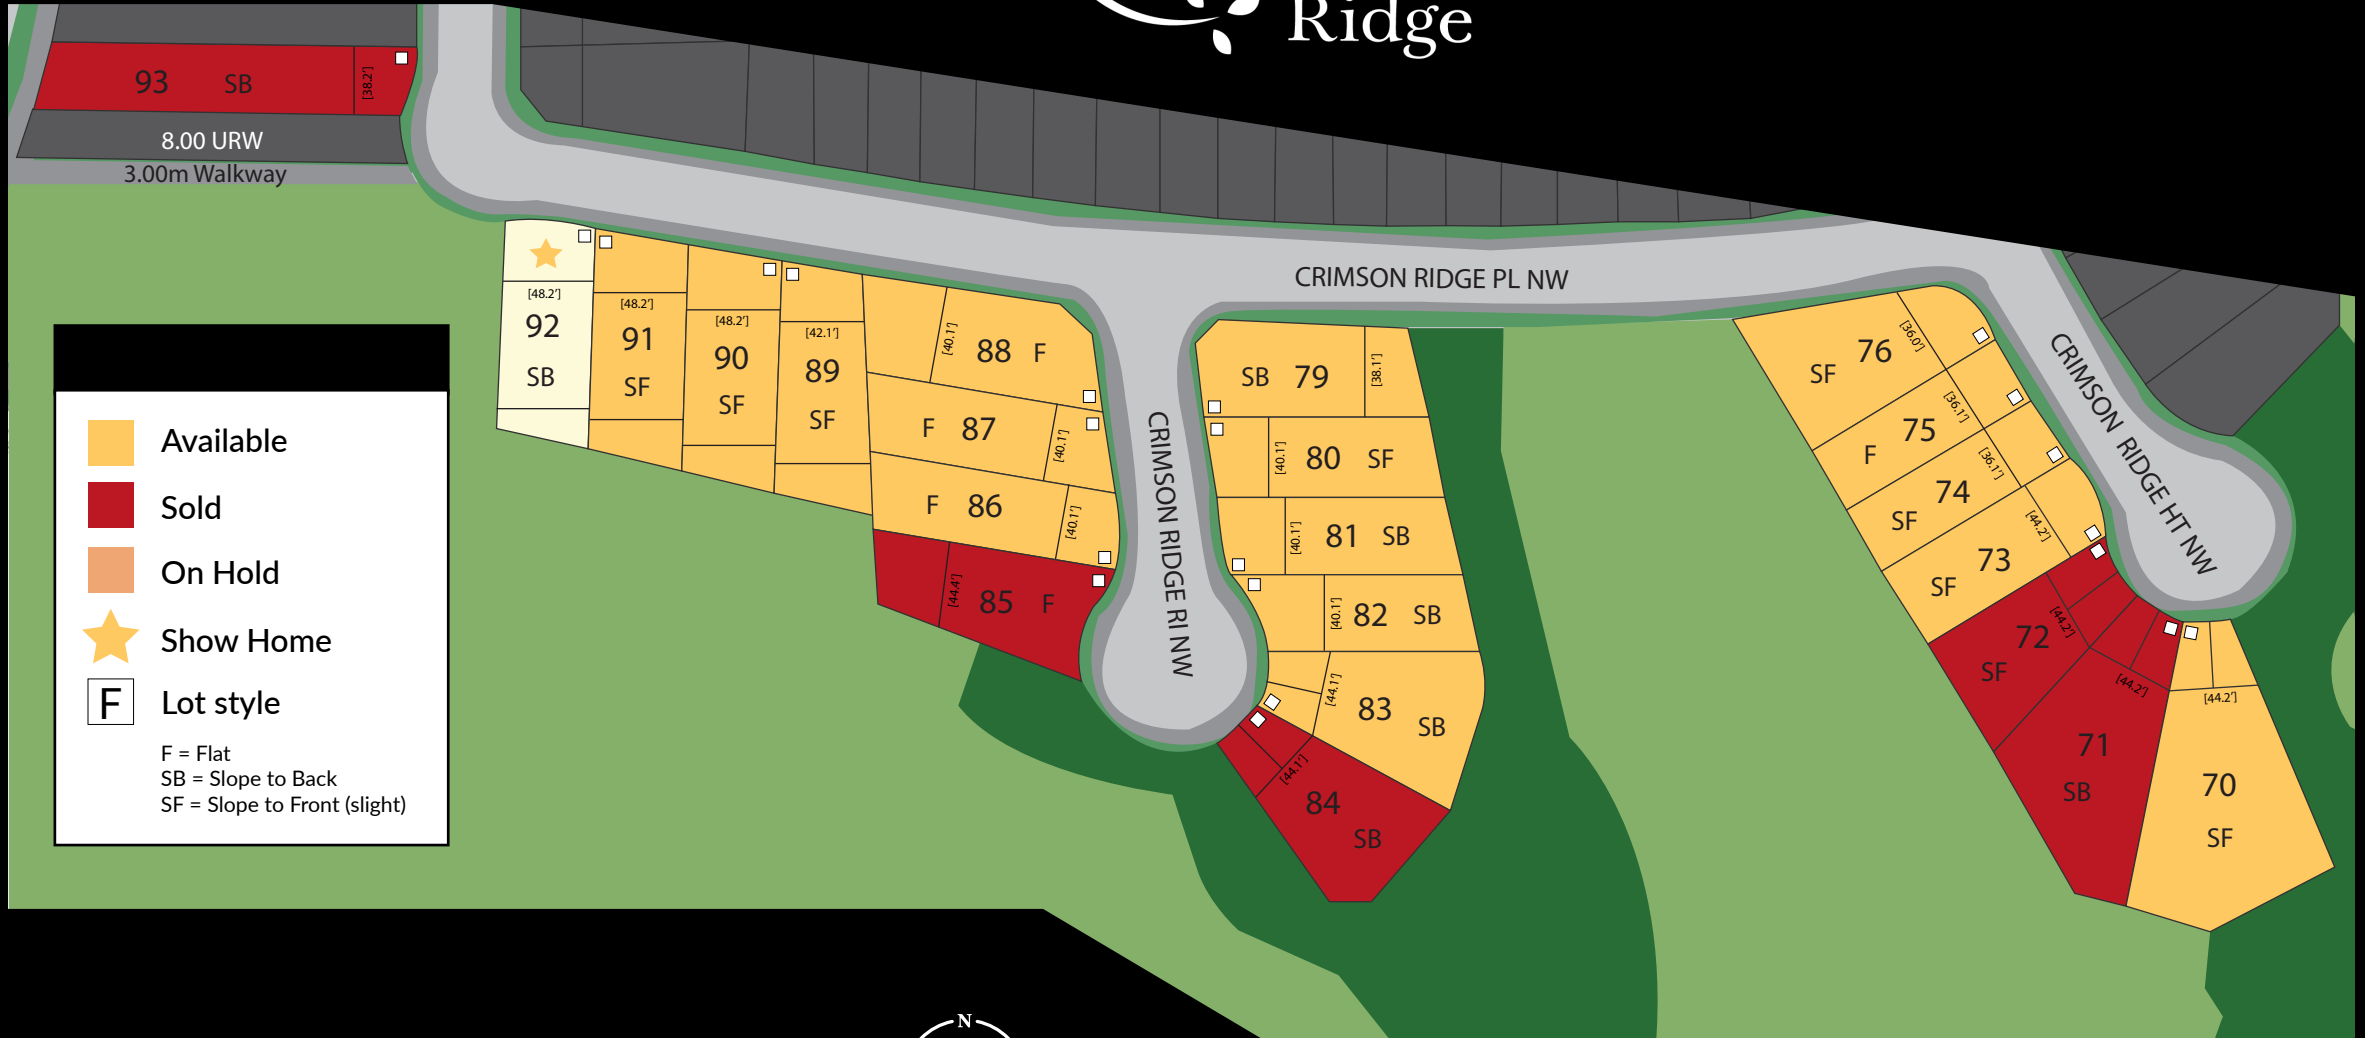 Ridge
93 SB [38.2']
8.00 URW
3.00m Walkway
CRIMSON RIDGE PL NW
CRIMSON RIDGE RI NW
CRIMSON RIDGE HT NW
[48.2']
92
SB
[48.2']
91
SF
[48.2']
90
SF
[42.1']
89
SF
[40.1'] 88 F
F 87 [40.1']
F 86 [40.1']
[44.4'] 85 F
SB 79 [38.1']
[40.1'] 80 SF
[40.1'] 81 SB
[40.1'] 82 SB
[44.1'] 83 SB
[44.1']
84
SB
SF 76 [36.0']
F 75 [36.1']
SF 74 [36.1']
SF 73 [44.2']
SF 72 [44.2']
[44.2']
71
SB
[44.2']
70
SF
Available
Sold
On Hold
Show Home
F Lot style
F = Flat
SB = Slope to Back
SF = Slope to Front (slight)
N